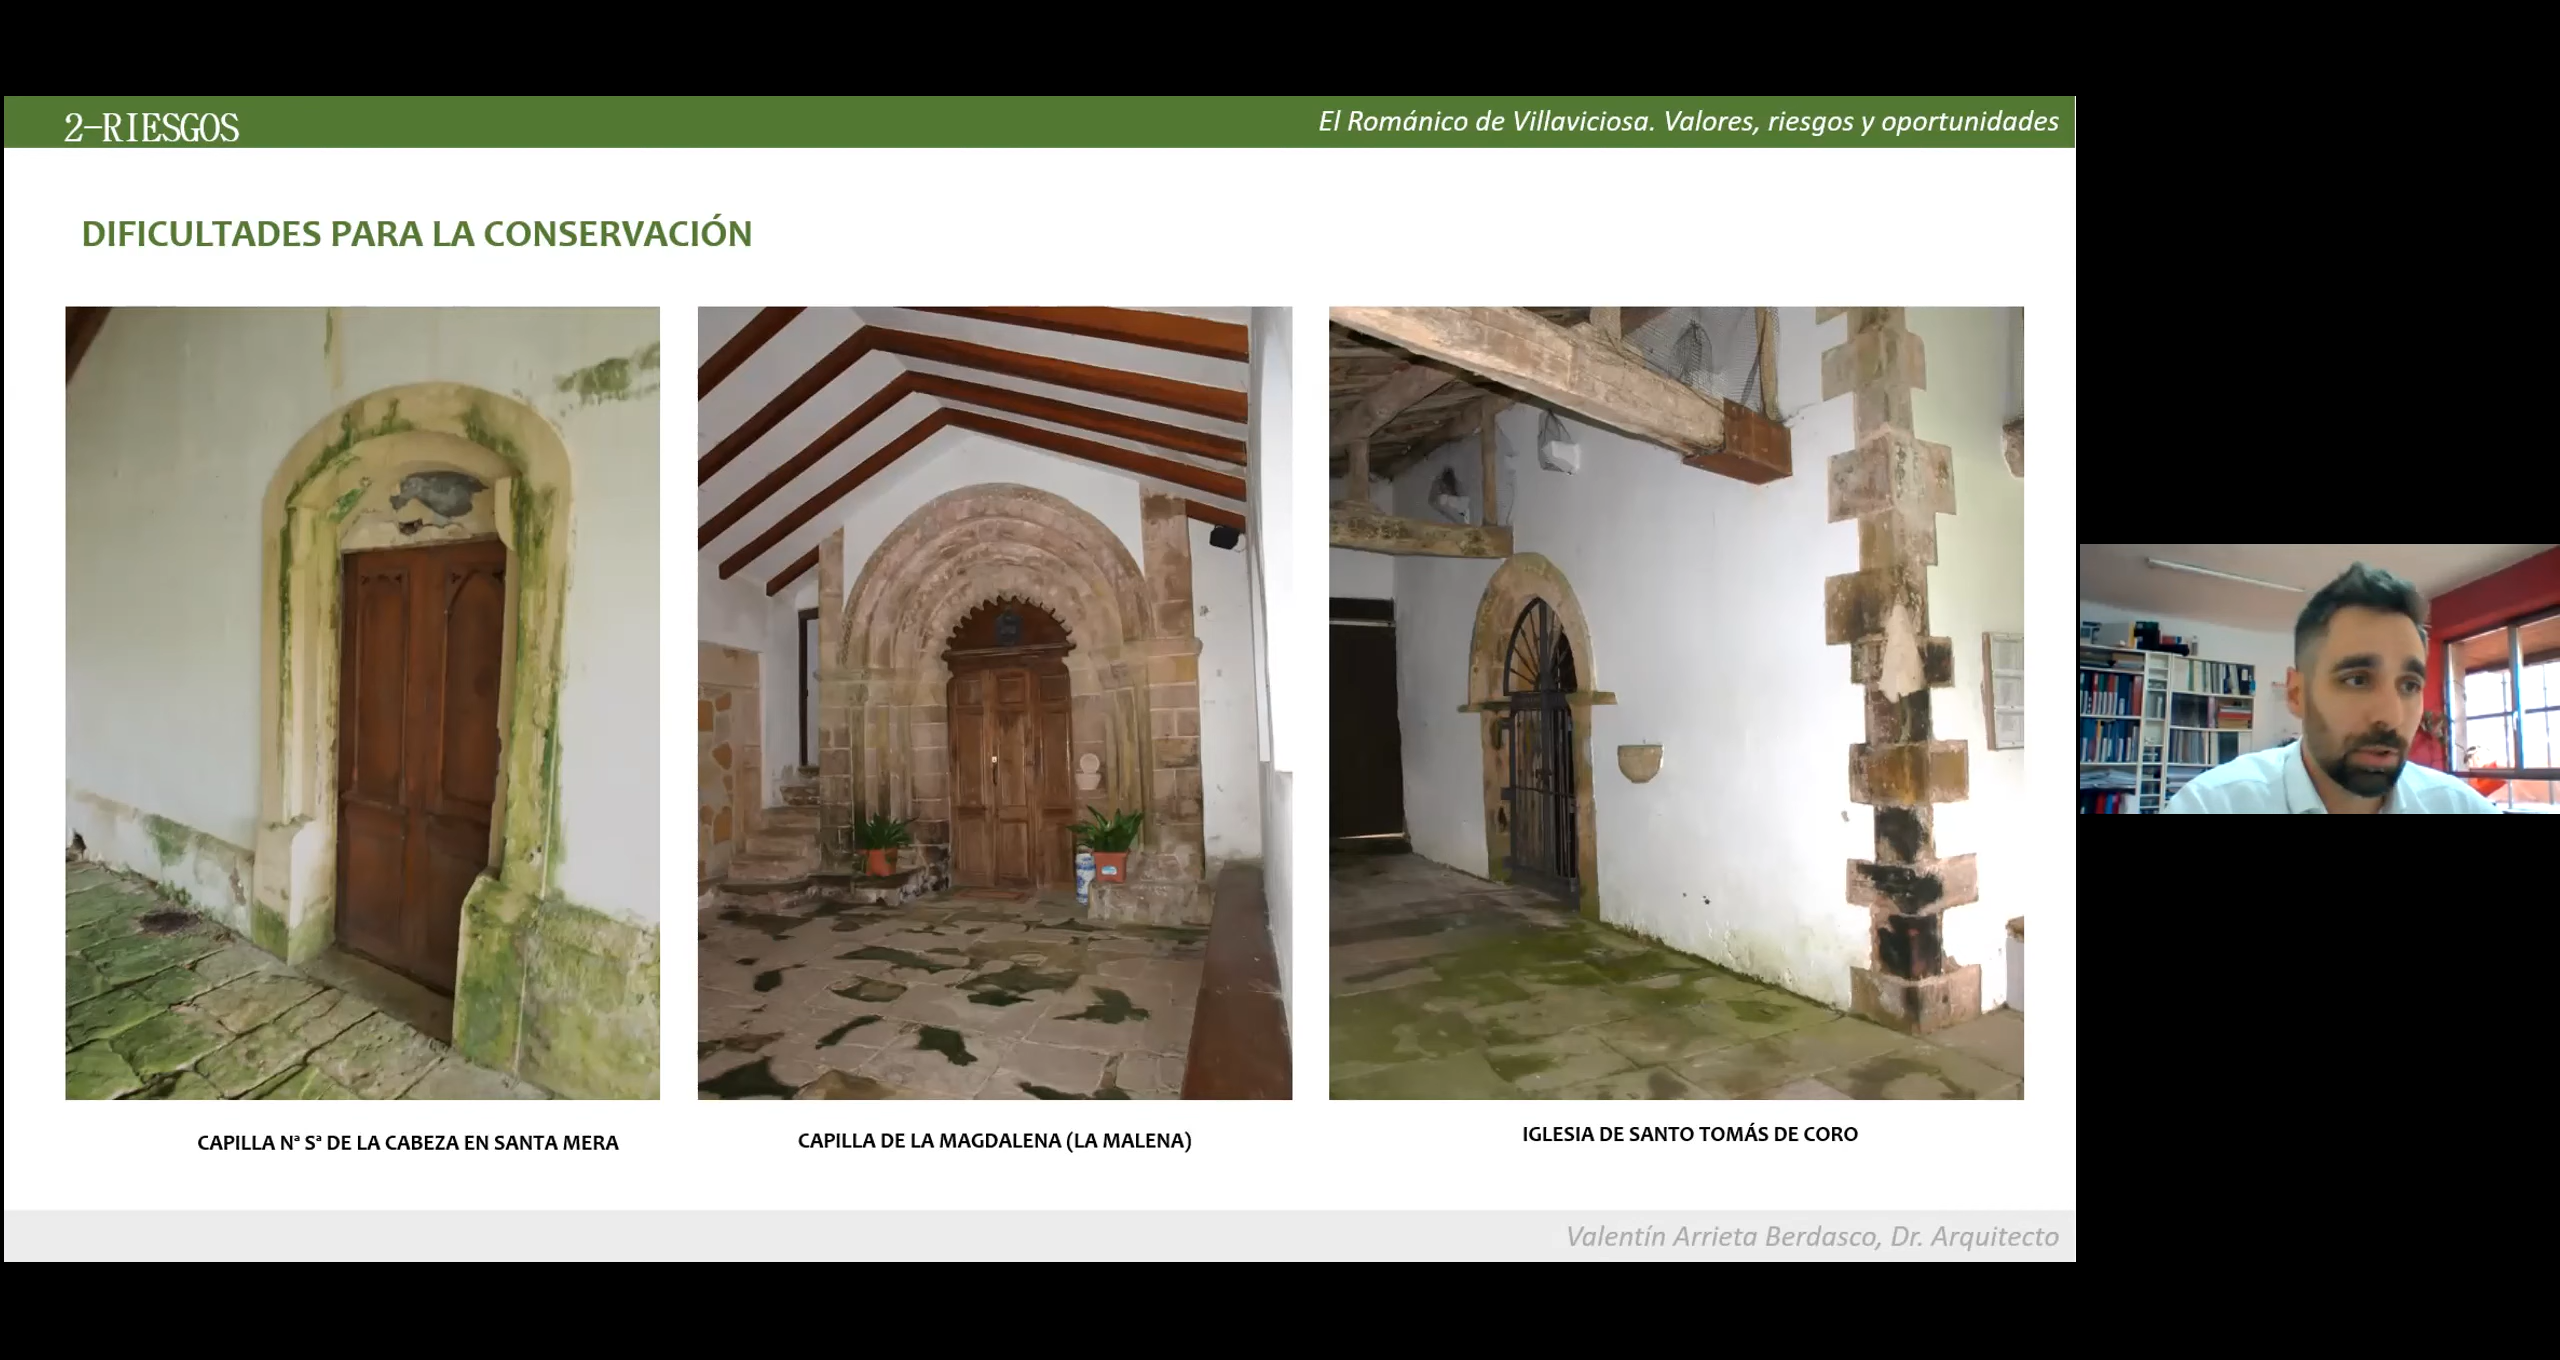 2-RIESGOS
El Románico de Villaviciosa. Valores, riesgos y oportunidades
DIFICULTADES PARA LA CONSERVACIÓN
CAPILLA Nª Sª DE LA CABEZA EN SANTA MERA
CAPILLA DE LA MAGDALENA (LA MALENA)
IGLESIA DE SANTO TOMÁS DE CORO
Valentín Arrieta Berdasco, Dr. Arquitecto